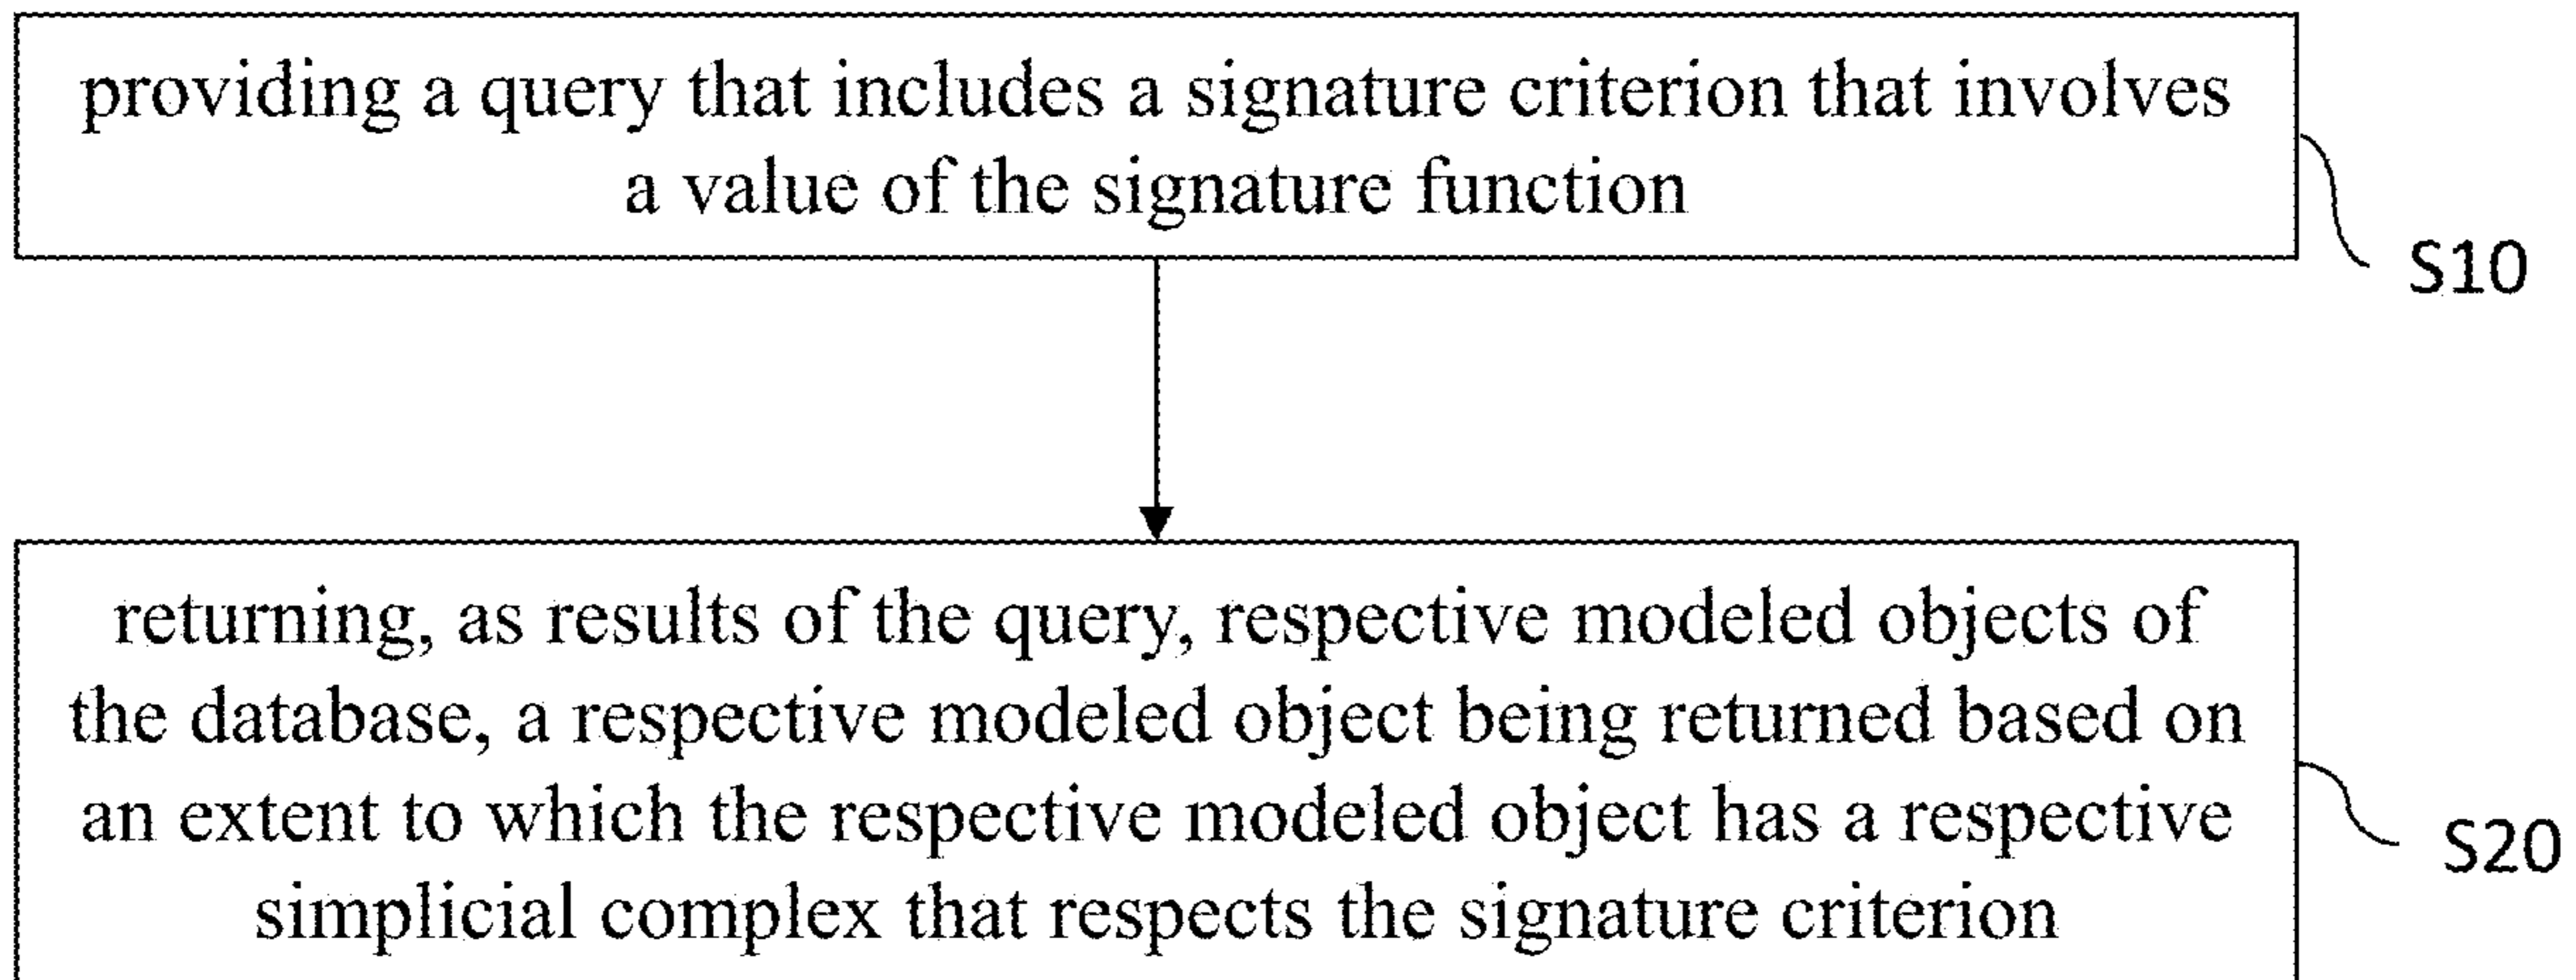 providing a query that includes a signature criterion that involves
a value of the signature function
S10
returning, as results of the query, respective modeled objects of
the database, a respective modeled object being returned based on
an extent to which the respective modeled object has a respective
simplicial complex that respects the signature criterion
S20